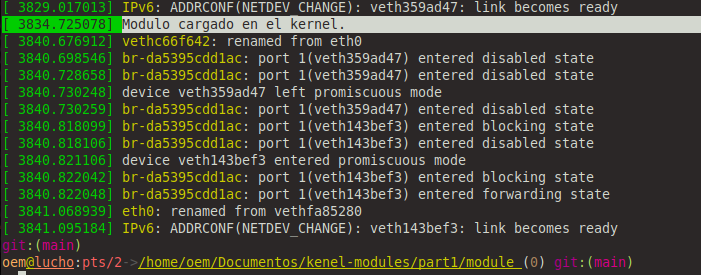 [ 3829.017013] IPv6: ADDRCONF(NETDEV_CHANGE): veth359ad47: link becomes ready
[ 3834.725078] Modulo cargado en el kernel.
[ 3840.676912] vethc66f642: renamed from eth0
[ 3840.698546] br-da5395cdd1ac: port 1(veth359ad47) entered disabled state
[ 3840.728658] br-da5395cdd1ac: port 1(veth359ad47) entered disabled state
[ 3840.730248] device veth359ad47 left promiscuous mode
[ 3840.730259] br-da5395cdd1ac: port 1(veth359ad47) entered disabled state
[ 3840.818099] br-da5395cdd1ac: port 1(veth143bef3) entered blocking state
[ 3840.818106] br-da5395cdd1ac: port 1(veth143bef3) entered disabled state
[ 3840.821106] device veth143bef3 entered promiscuous mode
[ 3840.822042] br-da5395cdd1ac: port 1(veth143bef3) entered blocking state
[ 3840.822048] br-da5395cdd1ac: port 1(veth143bef3) entered forwarding state
[ 3841.068939] eth0: renamed from vethfa85280
[ 3841.095184] IPv6: ADDRCONF(NETDEV_CHANGE): veth143bef3: link becomes ready
git:(main)
oem@lucho:pts/2->/home/oem/Documentos/kenel-modules/part1/module (0) git:(main)